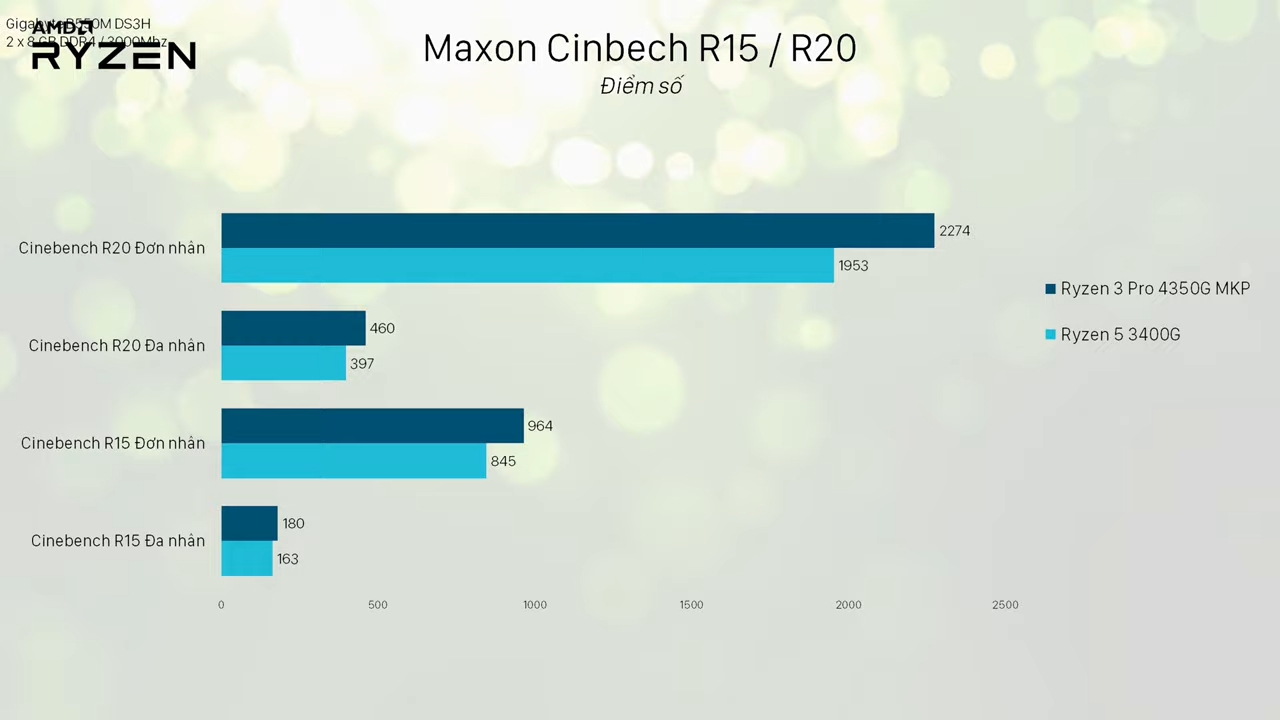 Gigabyte B550M DS3H
2 x 8 GB DDR4 / 3000Mhz
AMD
RYZEN
Maxon Cinbech R15 / R20
Điểm số
Cinebench R20 Đơn nhân
2274
1953
Cinebench R20 Đa nhân
460
397
Cinebench R15 Đơn nhân
964
845
Cinebench R15 Đa nhân
180
163
0 500 1000 1500 2000 2500
Ryzen 3 Pro 4350G MKP
Ryzen 5 3400G